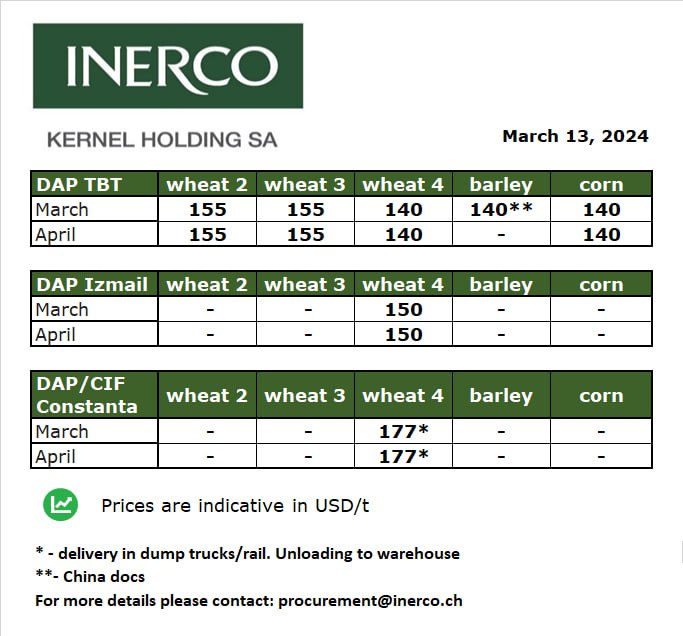 INERCO
KERNEL HOLDING SA
March 13, 2024
DAP TBT wheat 2 wheat 3 wheat 4 barley corn
March 155 155 140 140** 140
April 155 155 140 - 140
DAP Izmail wheat 2 wheat 3 wheat 4 barley corn
March - - 150 - -
April - - 150 - -
DAP/CIF
Constanta wheat 2 wheat 3 wheat 4 barley corn
March - - 177* - -
April - - 177* - -
Prices are indicative in USD/t
* - delivery in dump trucks/rail. Unloading to warehouse
**- China docs
For more details please contact: procurement@inerco.ch